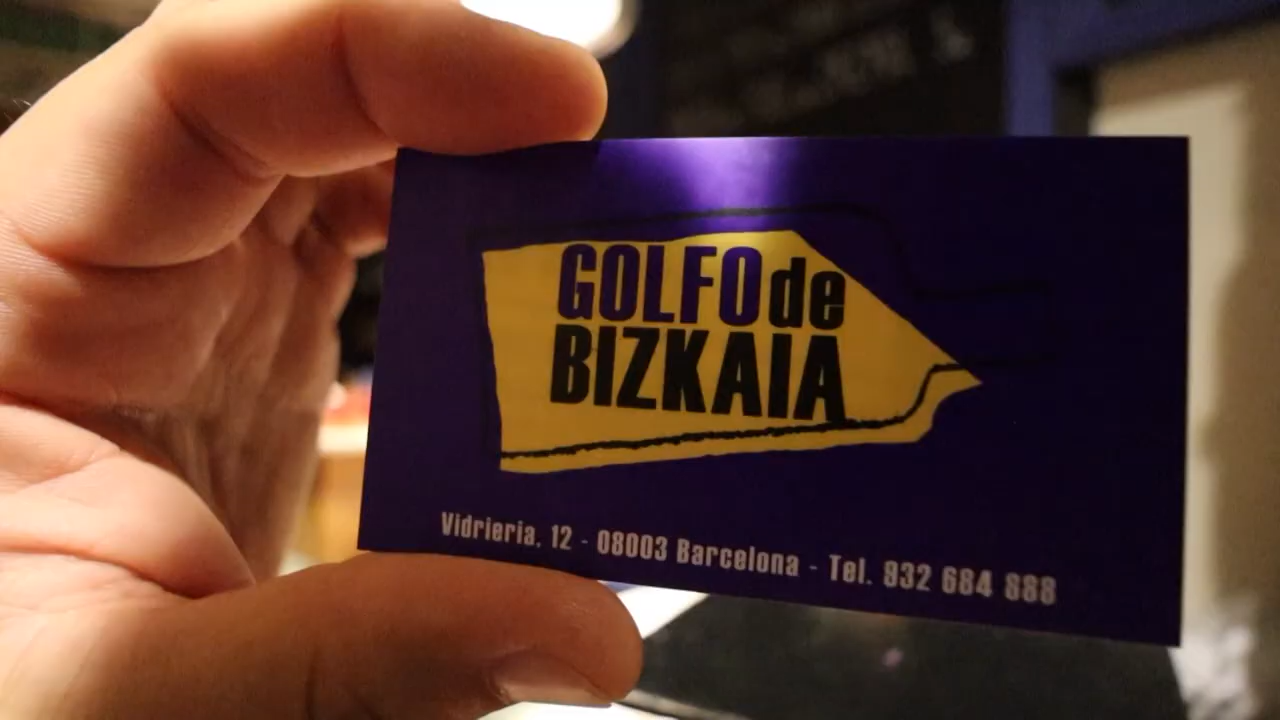 GOLFO de
BIZKAIA
Vidrieria, 12 - 08003 Barcelona - Tel. 932 684 888